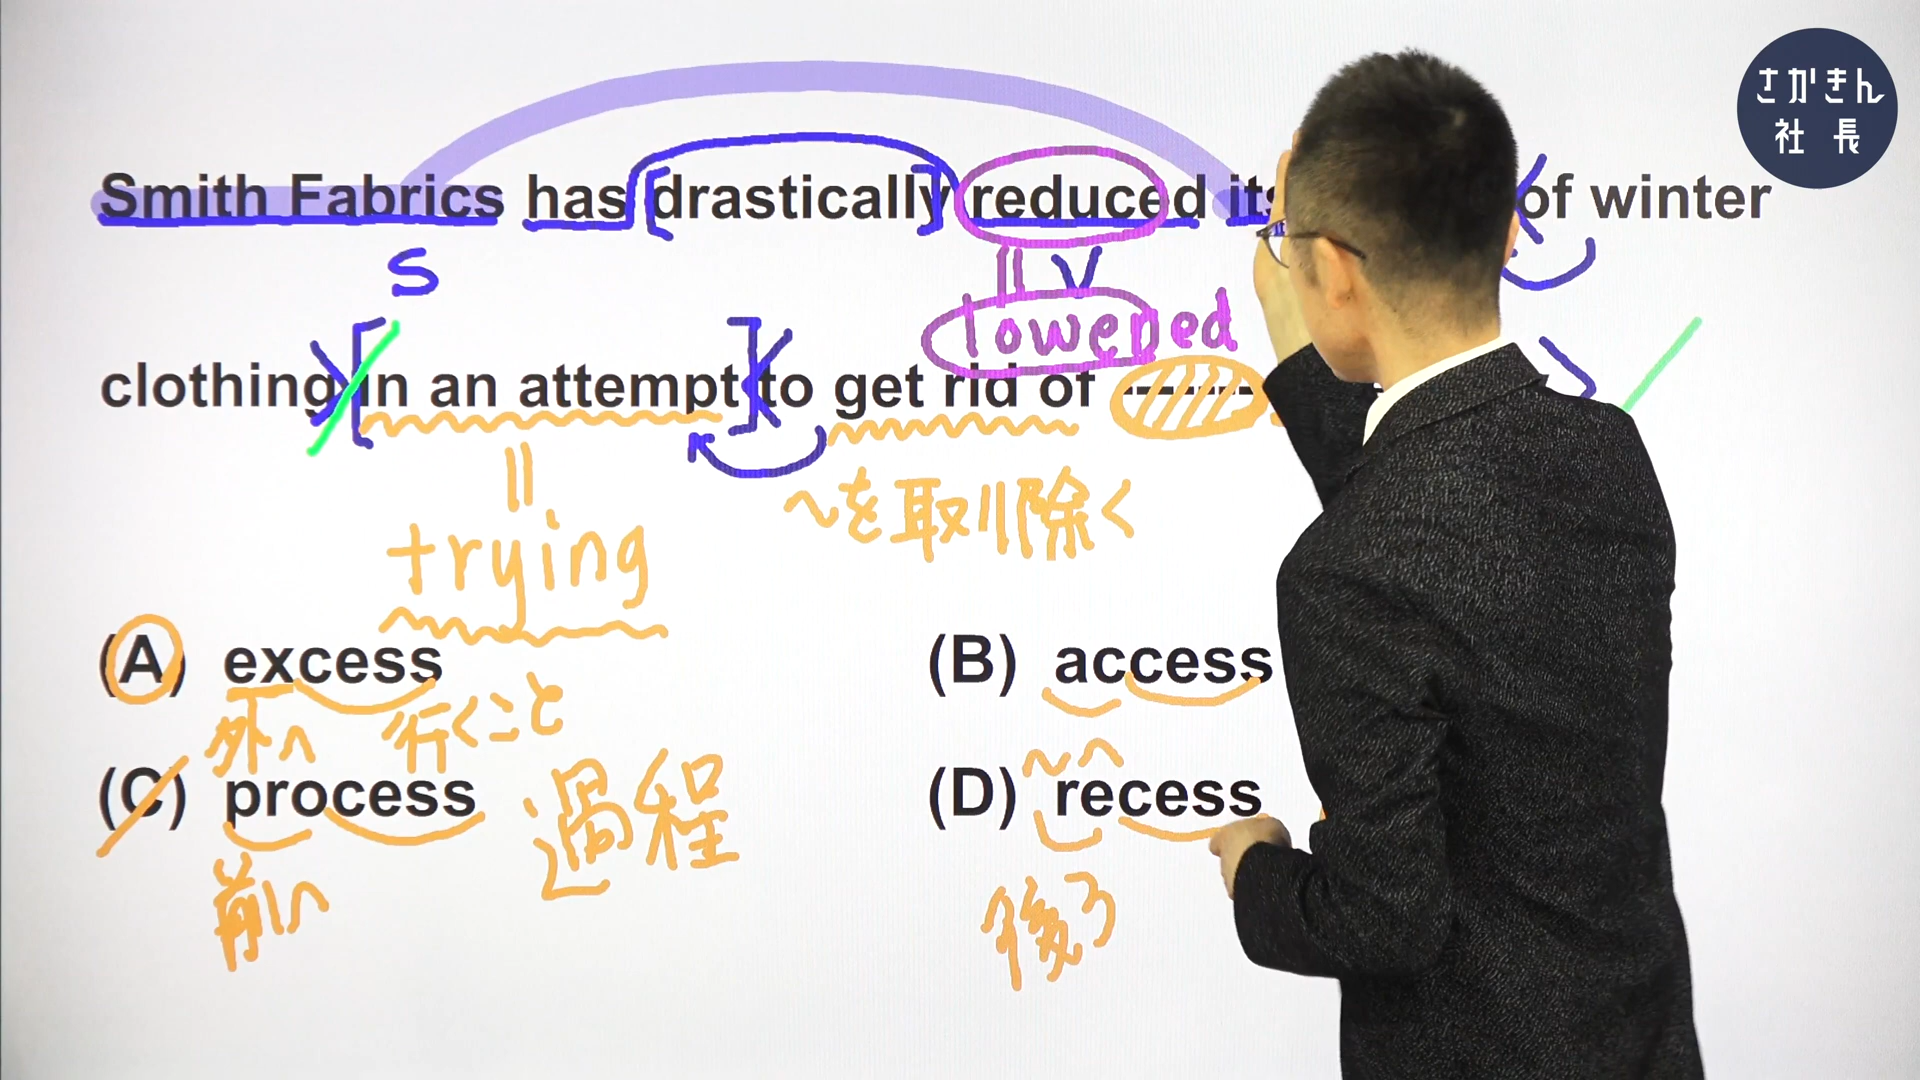 さかきん
社長
Smith Fabrics has drastically reduced its of winter
S
V
lowered
clothing in an attempt to get rid of -------
trying
～を取り除く
(A) excess
(B) access
外へ 行くこと
～へ
(C) process
過程
(D) recess
前へ
後ろ